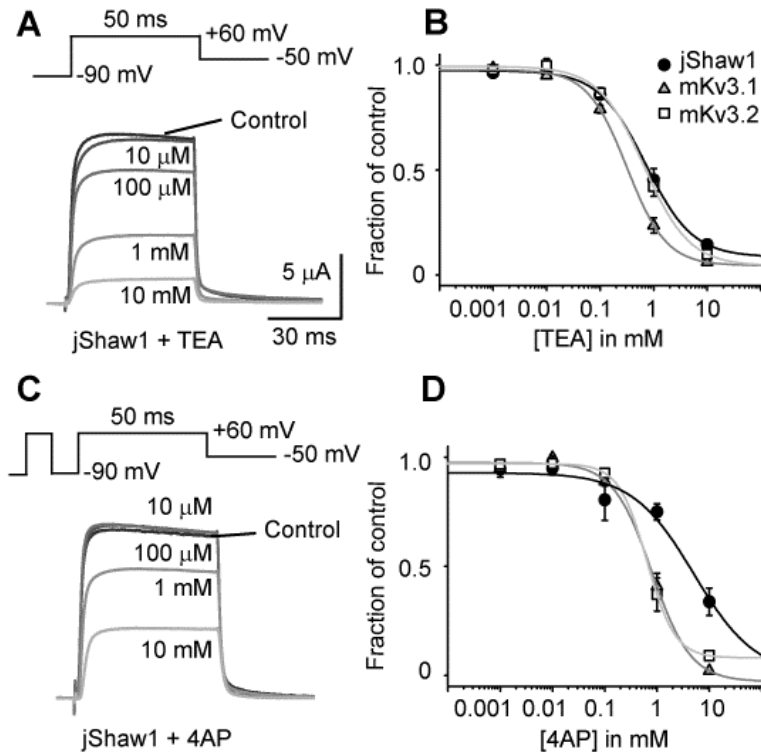 A
50 ms
+60 mV
-50 mV
-90 mV
Control
10 μM
100 μM
1 mM
10 mM
5 μA
30 ms
jShaw1 + TEA
B
jShaw1
mKv3.1
mKv3.2
Fraction of control
1.0
0.5
0
0.001 0.01 0.1 1 10
[TEA] in mM
C
50 ms
+60 mV
-50 mV
-90 mV
10 μM
Control
100 μM
1 mM
10 mM
jShaw1 + 4AP
D
Fraction of control
1.0
0.5
0
0.001 0.01 0.1 1 10
[4AP] in mM